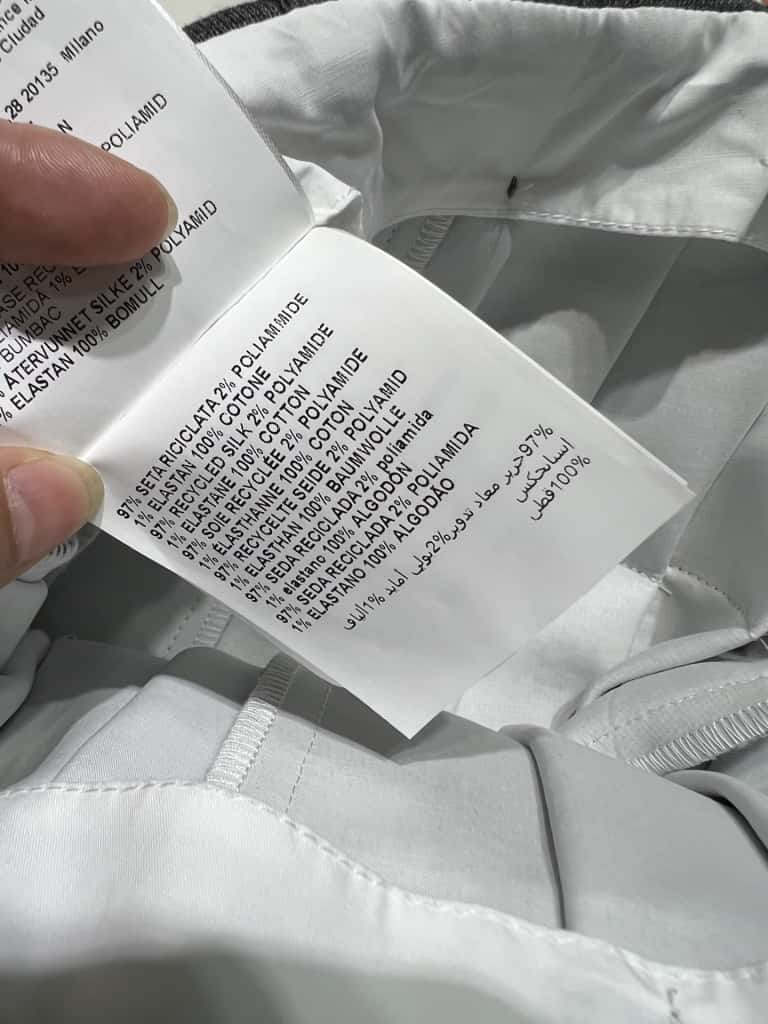 Ciudad
28 20135 Milano
N
POLIAMID
BUMBAC
ÅTERVUNNET SILKE 2% POLYAMID
% ELASTAN 100% BOMULL
97% SETA RICICLATA 2% POLIAMMIDE
1% ELASTAN 100% COTONE
97% RECYCLED SILK 2% POLYAMIDE
1% ELASTANE 100% COTTON
97% SOIE RECYCLÉE 2% POLYAMIDE
1% ELASTHANNE 100% COTON
97% RECYCELTE SEIDE 2% POLYAMID
1% ELASTHAN 100% BAUMWOLLE
97% SEDA RECICLADA 2% poliamida
1% elastano 100% ALGODÓN
97% SEDA RECICLADA 2% POLIAMIDA
1% ELASTANO 100% ALGODÃO
97% حرير معاد تدوير 2% بولي أمايد 1% الياف
اسباندكس
100% قطن